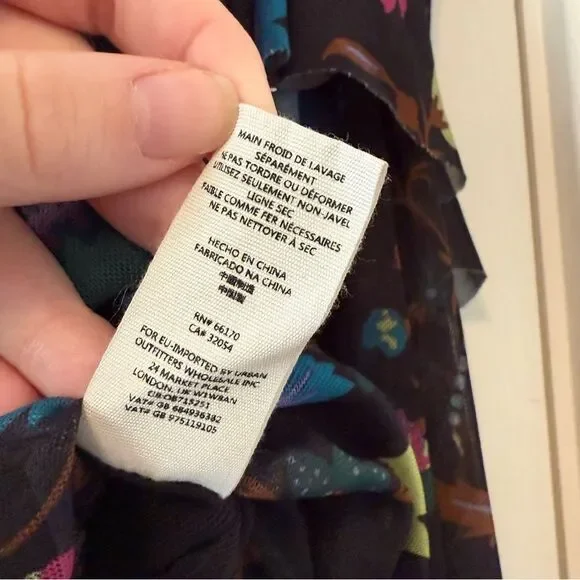 MAIN FROID DE LAVAGE
SÉPARÉMENT
NE PAS TORDRE OU DÉFORMER
UTILISEZ SEULEMENT NON-JAVEL
LIGNE SEC
FAIBLE COMME FER NÉCESSAIRES
NE PAS NETTOYER À SEC
HECHO EN CHINA
FABRICADO NA CHINA
中國製造
中国製
RN# 66170
CA# 32054
FOR EU-IMPORTED BY URBAN
OUTFITTERS WHOLESALE INC
24 MARKET PLACE
LONDON, UK W1W8AN
VAT# GB 684936382
VAT# GB 975119105